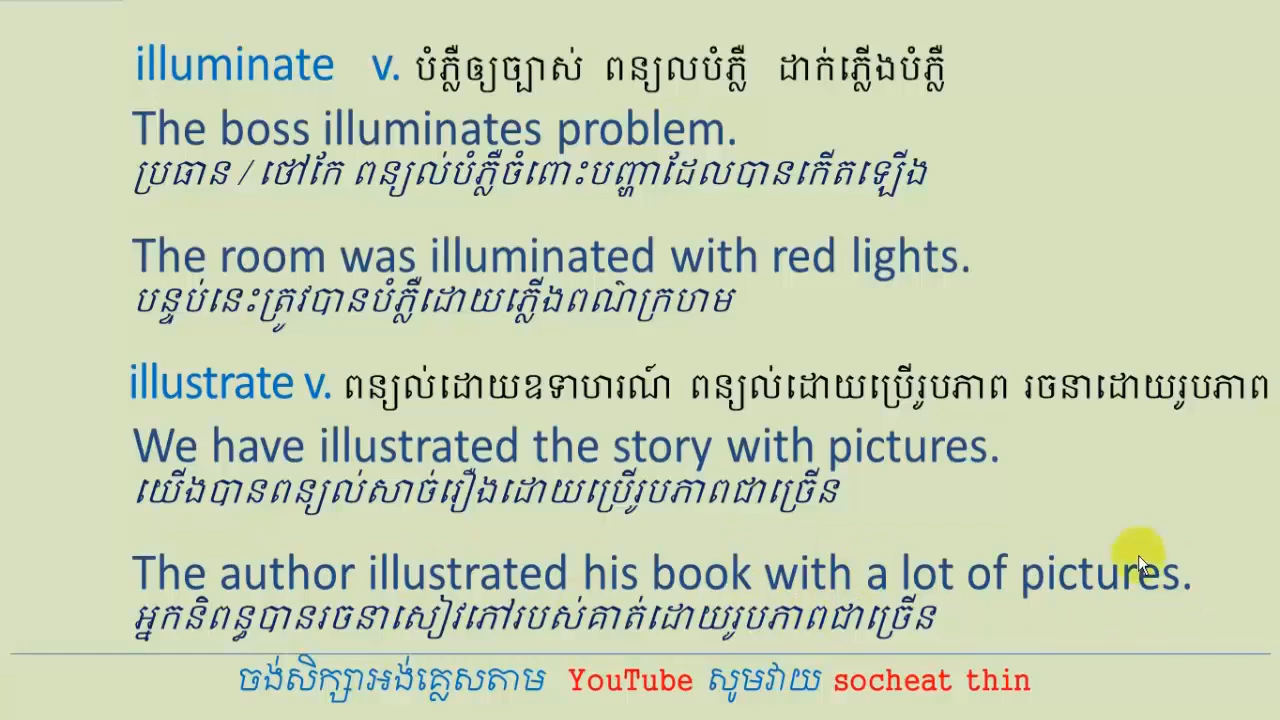 illuminate v. បំភ្លឺឲ្យច្បាស់ ពន្យលបំភ្លឺ ដាក់ភ្លើងបំភ្លឺ
The boss illuminates problem.
ប្រធាន / ថៅកែ ពន្យល់បំភ្លឺចំពោះបញ្ហាដែលបានកើតឡើង
The room was illuminated with red lights.
បន្ទប់នេះត្រូវបានបំភ្លឺដោយភ្លើងពណ៌ក្រហម
illustrate v. ពន្យល់ដោយឧទាហរណ៍ ពន្យល់ដោយប្រើរូបភាព រចនាដោយរូបភាព
We have illustrated the story with pictures.
យើងបានពន្យល់សាច់រឿងដោយប្រើរូបភាពជាច្រើន
The author illustrated his book with a lot of pictures.
អ្នកនិពន្ធបានរចនាសៀវភៅរបស់គាត់ដោយរូបភាពជាច្រើន
ចង់សិក្សាអង់គ្លេសតាម YouTube សូមវាយ socheat thin